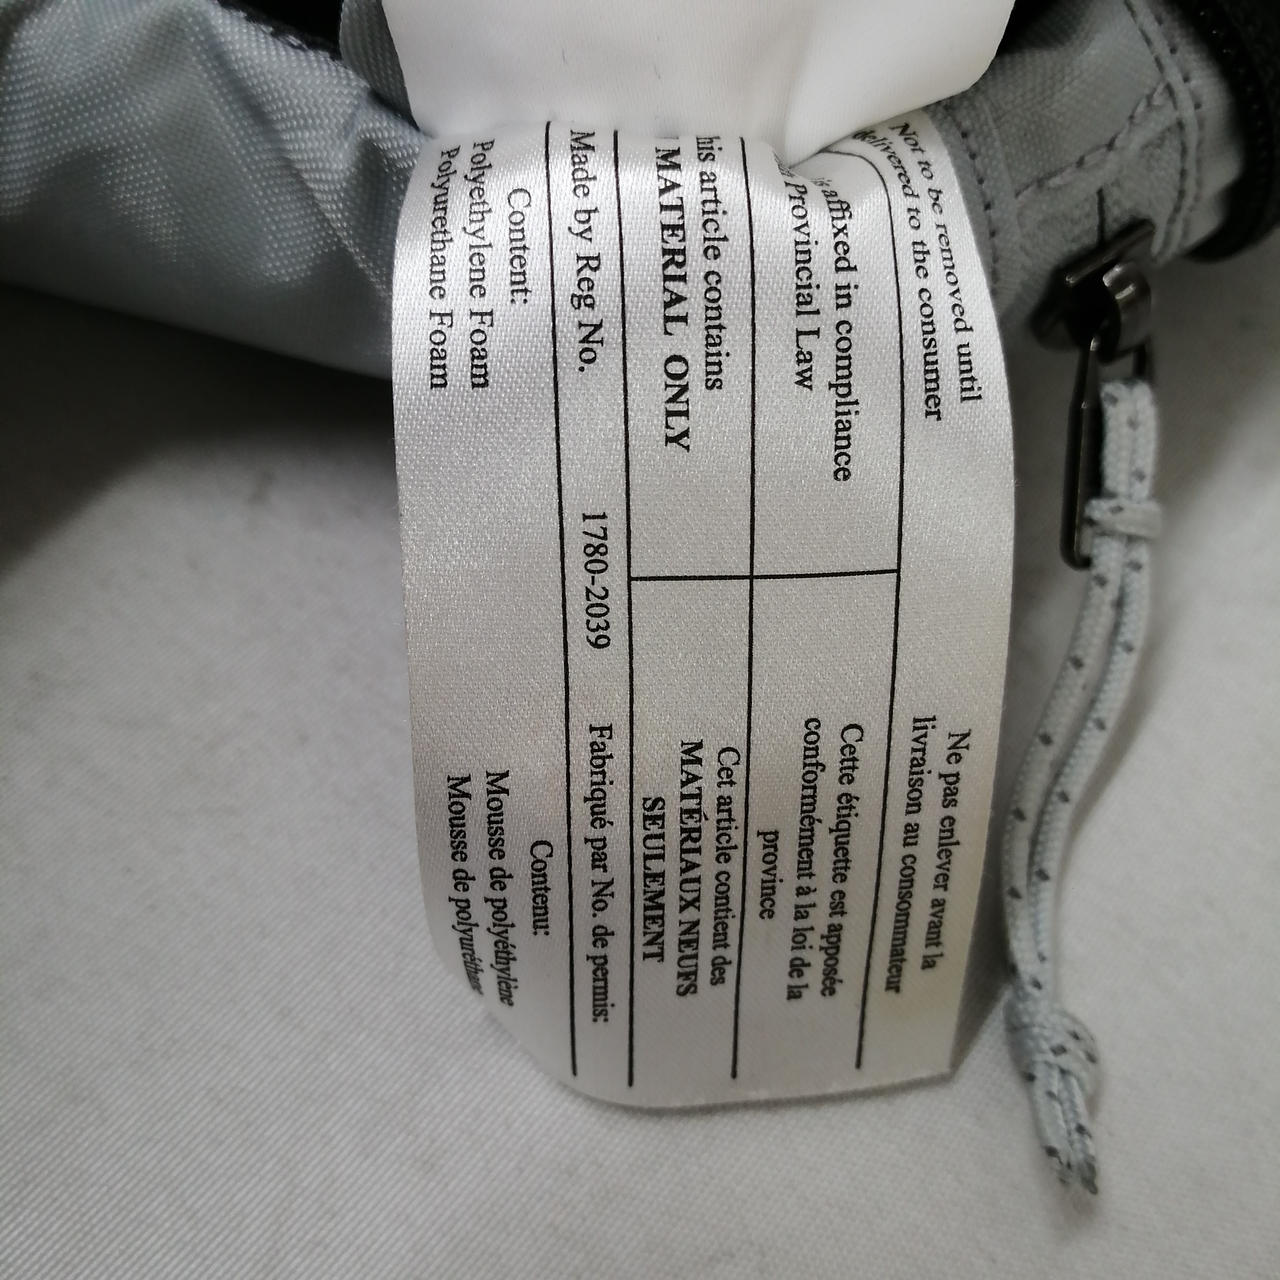 Not to be removed until
delivered to the consumer
Ne pas enlever avant la
livraison au consommateur
is affixed in compliance
Provincial Law
Cette étiquette est apposée
conformément à la loi de la
province
his article contains
MATERIAL ONLY
Cet article contient des
MATÉRIAUX NEUFS
SEULEMENT
Made by Reg No.
1780-2039
Fabriqué par No. de permis:
Content:
Polyethylene Foam
Polyurethane Foam
Contenu:
Mousse de polyéthylène
Mousse de polyuréthane